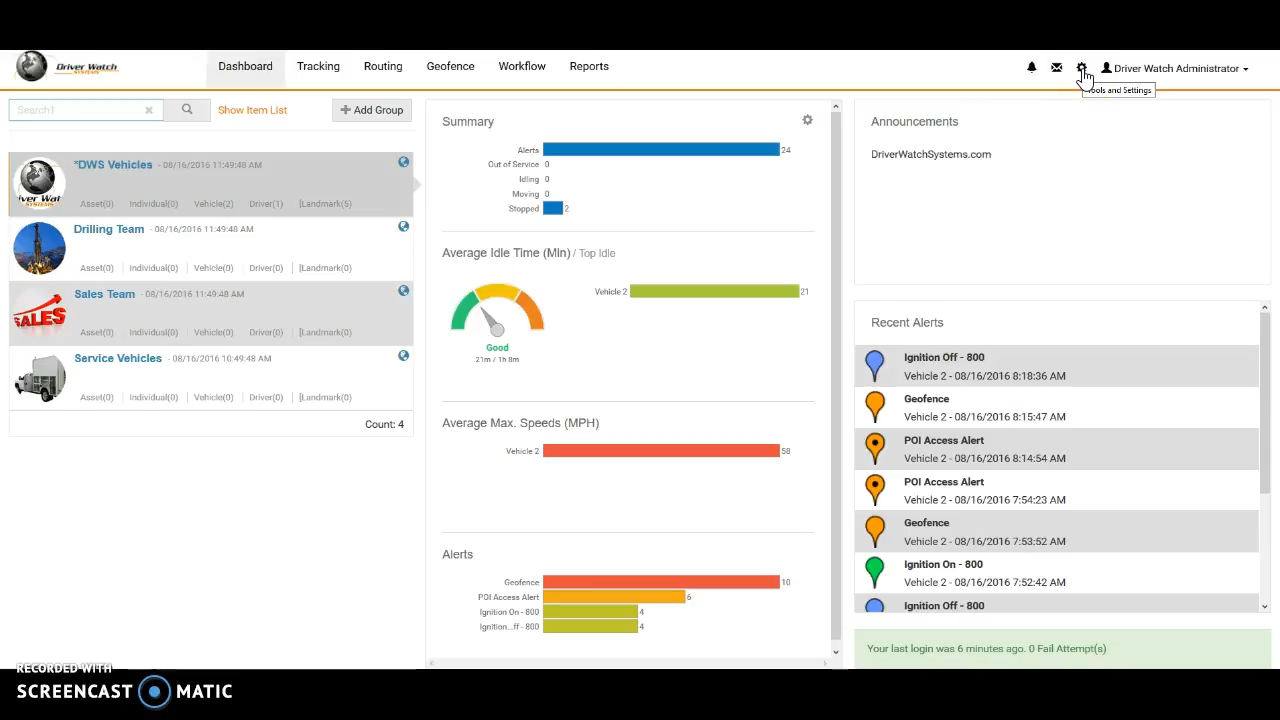 Driver Watch
SYSTEMS
Dashboard
Tracking
Routing
Geofence
Workflow
Reports
Driver Watch Administrator
Tools and Settings
Search1
Show Item List
Add Group
*DWS Vehicles - 08/16/2016 11:49:48 AM
Asset(0) Individual(0) Vehicle(2) Driver(1) |Landmark(5)
Drilling Team - 08/16/2016 11:49:48 AM
Asset(0) Individual(0) Vehicle(0) Driver(0) |Landmark(0)
Sales Team - 08/16/2016 11:49:48 AM
SALES
Asset(0) Individual(0) Vehicle(0) Driver(0) |Landmark(0)
Service Vehicles - 08/16/2016 10:49:48 AM
Asset(0) Individual(0) Vehicle(0) Driver(0) |Landmark(0)
Count: 4
Summary
Alerts 24
Out of Service 0
Idling 0
Moving 0
Stopped 2
Average Idle Time (Min) / Top Idle
Good
21m / 1h 8m
Vehicle 2 21
Average Max. Speeds (MPH)
Vehicle 2 58
Alerts
Geofence 10
POI Access Alert 6
Ignition On - 800 4
Ignition...ff - 800 4
Announcements
DriverWatchSystems.com
Recent Alerts
Ignition Off - 800
Vehicle 2 - 08/16/2016 8:18:36 AM
Geofence
Vehicle 2 - 08/16/2016 8:15:47 AM
POI Access Alert
Vehicle 2 - 08/16/2016 8:14:54 AM
POI Access Alert
Vehicle 2 - 08/16/2016 7:54:23 AM
Geofence
Vehicle 2 - 08/16/2016 7:53:52 AM
Ignition On - 800
Vehicle 2 - 08/16/2016 7:52:42 AM
Ignition Off - 800
Your last login was 6 minutes ago. 0 Fail Attempt(s)
RECORDED WITH
SCREENCAST MATIC